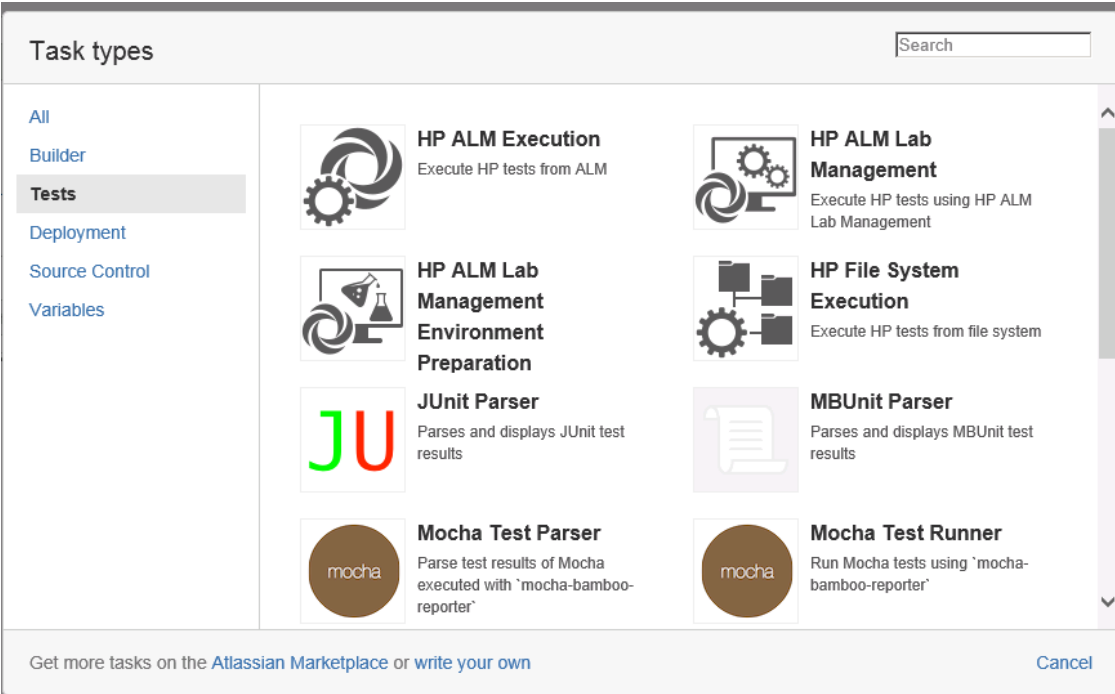 Task types
Search
All
Builder
Tests
Deployment
Source Control
Variables
HP ALM Execution
Execute HP tests from ALM
HP ALM Lab
Management
Execute HP tests using HP ALM
Lab Management
HP ALM Lab
Management
Environment
Preparation
HP File System
Execution
Execute HP tests from file system
JU
JUnit Parser
Parses and displays JUnit test
results
MBUnit Parser
Parses and displays MBUnit test
results
mocha
Mocha Test Parser
Parse test results of Mocha
executed with `mocha-bamboo-
reporter`
mocha
Mocha Test Runner
Run Mocha tests using `mocha-
bamboo-reporter`
Get more tasks on the Atlassian Marketplace or write your own
Cancel